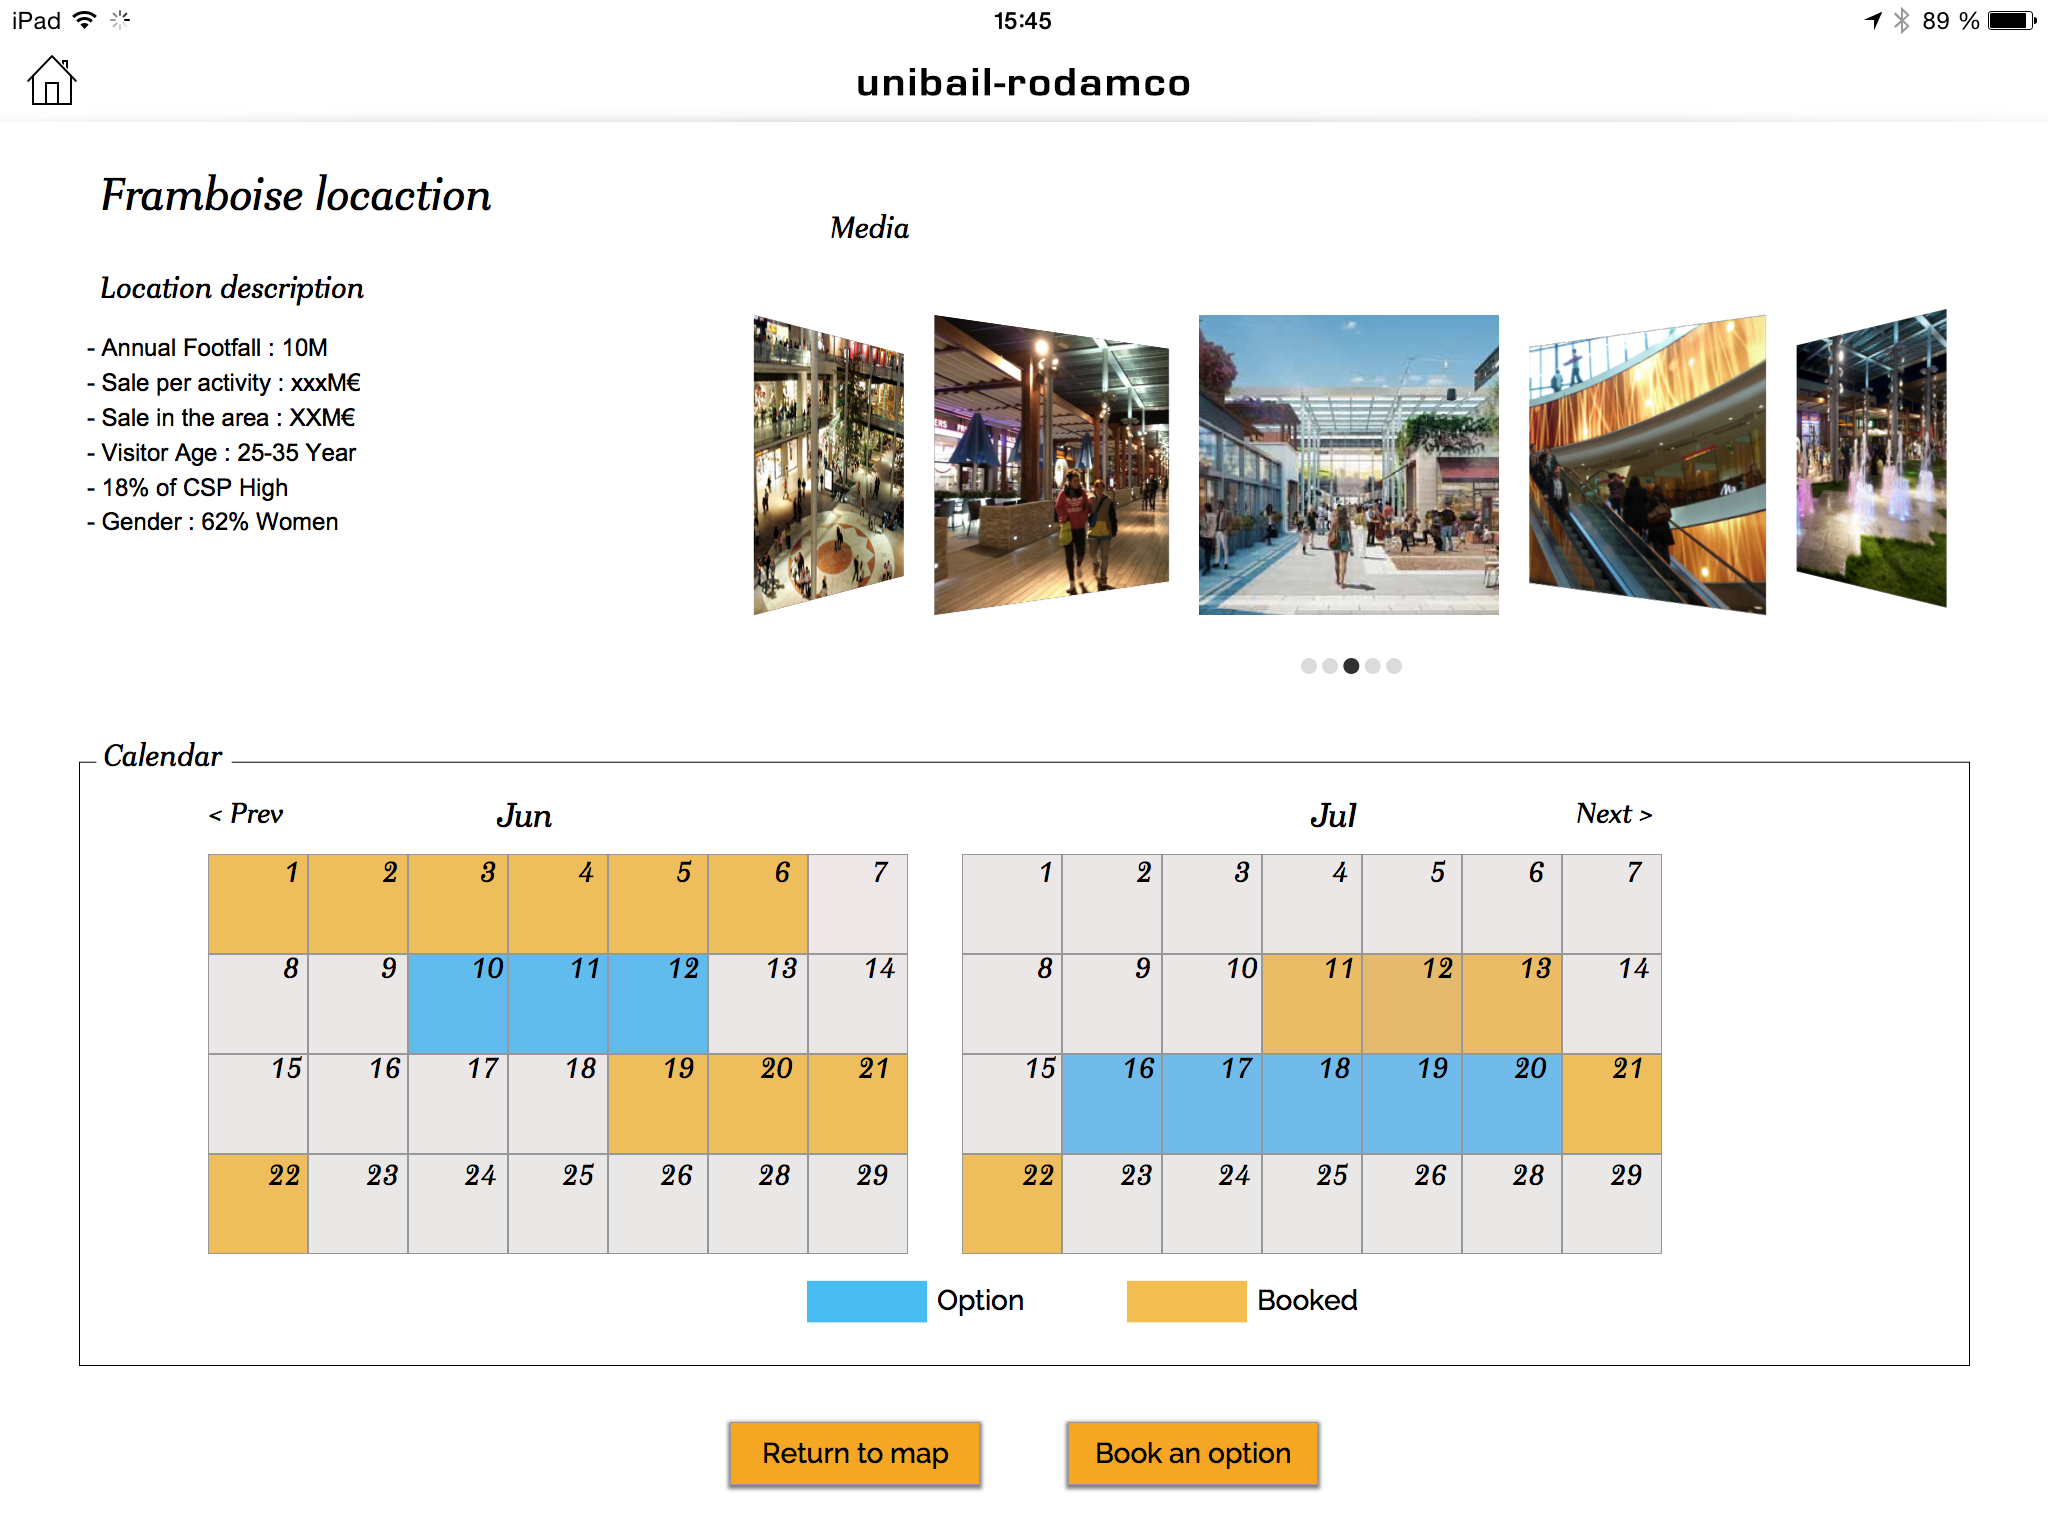 iPad 15:45 89 %
unibail-rodamco
Framboise locaction
Media
Location description
- Annual Footfall : 10M
- Sale per activity : xxxM€
- Sale in the area : XXM€
- Visitor Age : 25-35 Year
- 18% of CSP High
- Gender : 62% Women
Calendar
< Prev Jun Jul Next >
1 2 3 4 5 6 7 1 2 3 4 5 6 7
8 9 10 11 12 13 14 8 9 10 11 12 13 14
15 16 17 18 19 20 21 15 16 17 18 19 20 21
22 23 24 25 26 28 29 22 23 24 25 26 28 29
Option Booked
Return to map Book an option